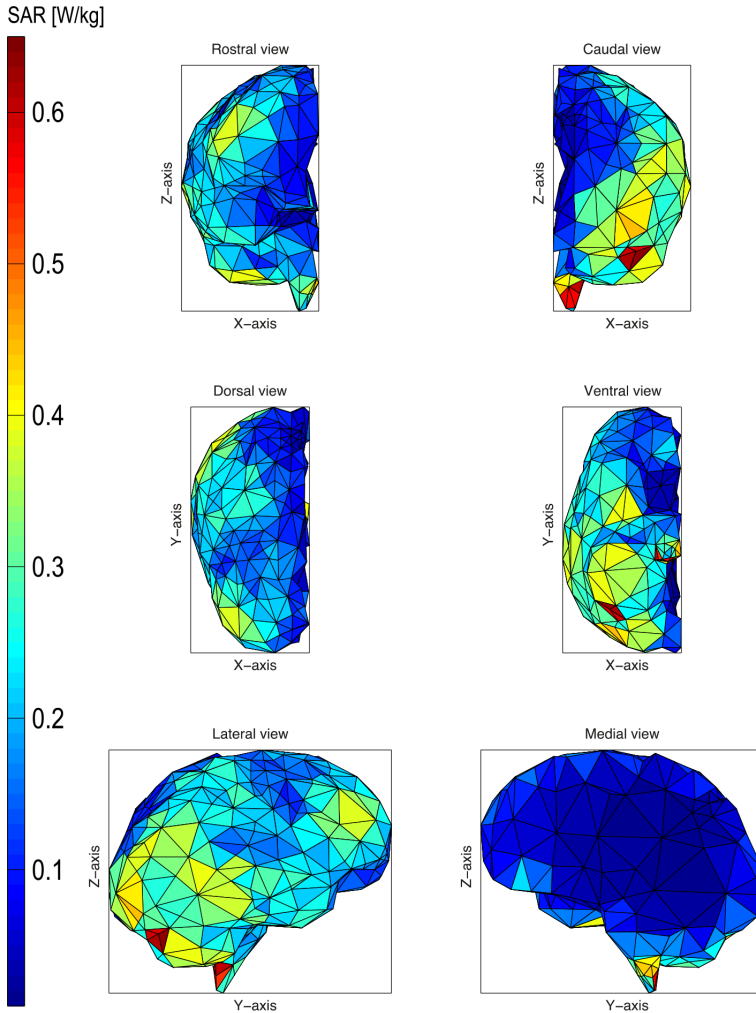 SAR [W/kg]
0.6
0.5
0.4
0.3
0.2
0.1
Rostral view
Z-axis
X-axis
Caudal view
Z-axis
X-axis
Dorsal view
Y-axis
X-axis
Ventral view
Y-axis
X-axis
Lateral view
Z-axis
Y-axis
Medial view
Z-axis
Y-axis